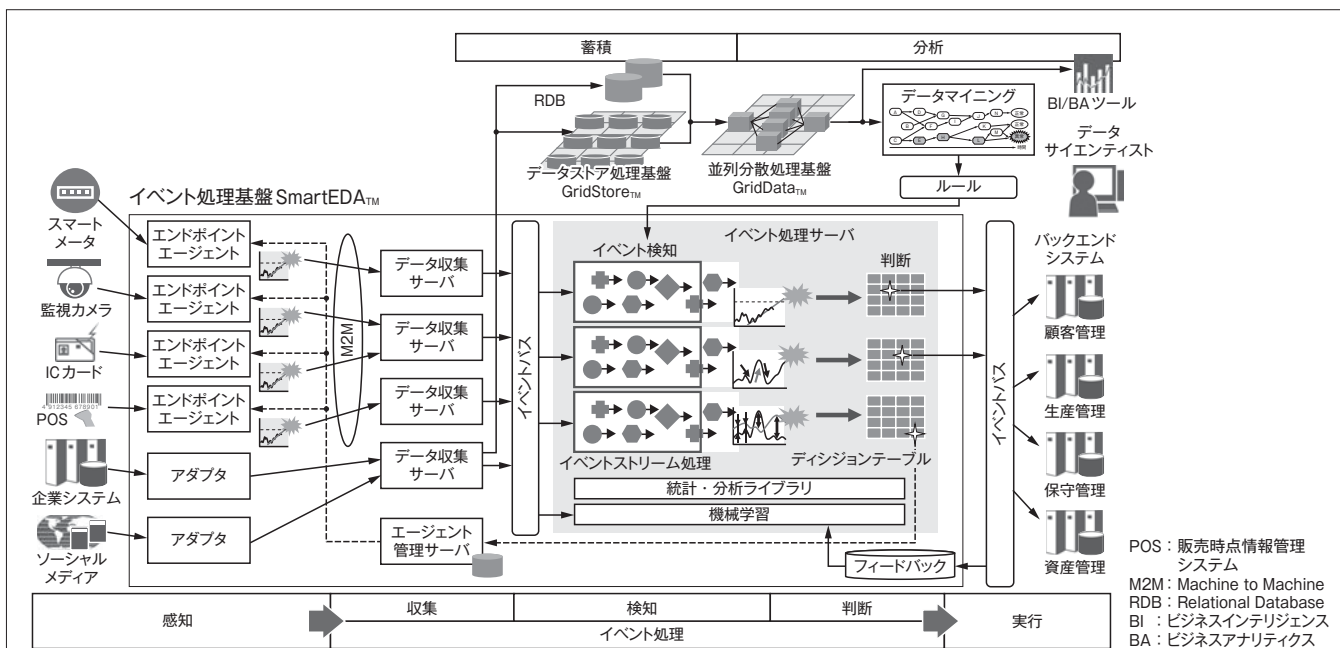 蓄積
分析
RDB
データストア処理基盤
GridStoreTM
並列分散処理基盤
GridDataTM
データマイニング
時間
ルール
BI/BAツール
データ
サイエンティスト
イベント処理基盤 SmartEDATM
スマート
メータ
監視カメラ
ICカード
4 912345 678901
POS
企業システム
ソーシャル
メディア
エンドポイント
エージェント
エンドポイント
エージェント
エンドポイント
エージェント
エンドポイント
エージェント
アダプタ
アダプタ
M2M
データ収集
サーバ
データ収集
サーバ
データ収集
サーバ
データ収集
サーバ
エージェント
管理サーバ
イベントバス
イベント処理サーバ
イベント検知
判断
イベントストリーム処理
ディシジョンテーブル
統計・分析ライブラリ
機械学習
フィードバック
イベントバス
バックエンド
システム
顧客管理
生産管理
保守管理
資産管理
感知
収集
検知
判断
イベント処理
実行
POS：販売時点情報管理
システム
M2M：Machine to Machine
RDB：Relational Database
BI ：ビジネスインテリジェンス
BA：ビジネスアナリティクス